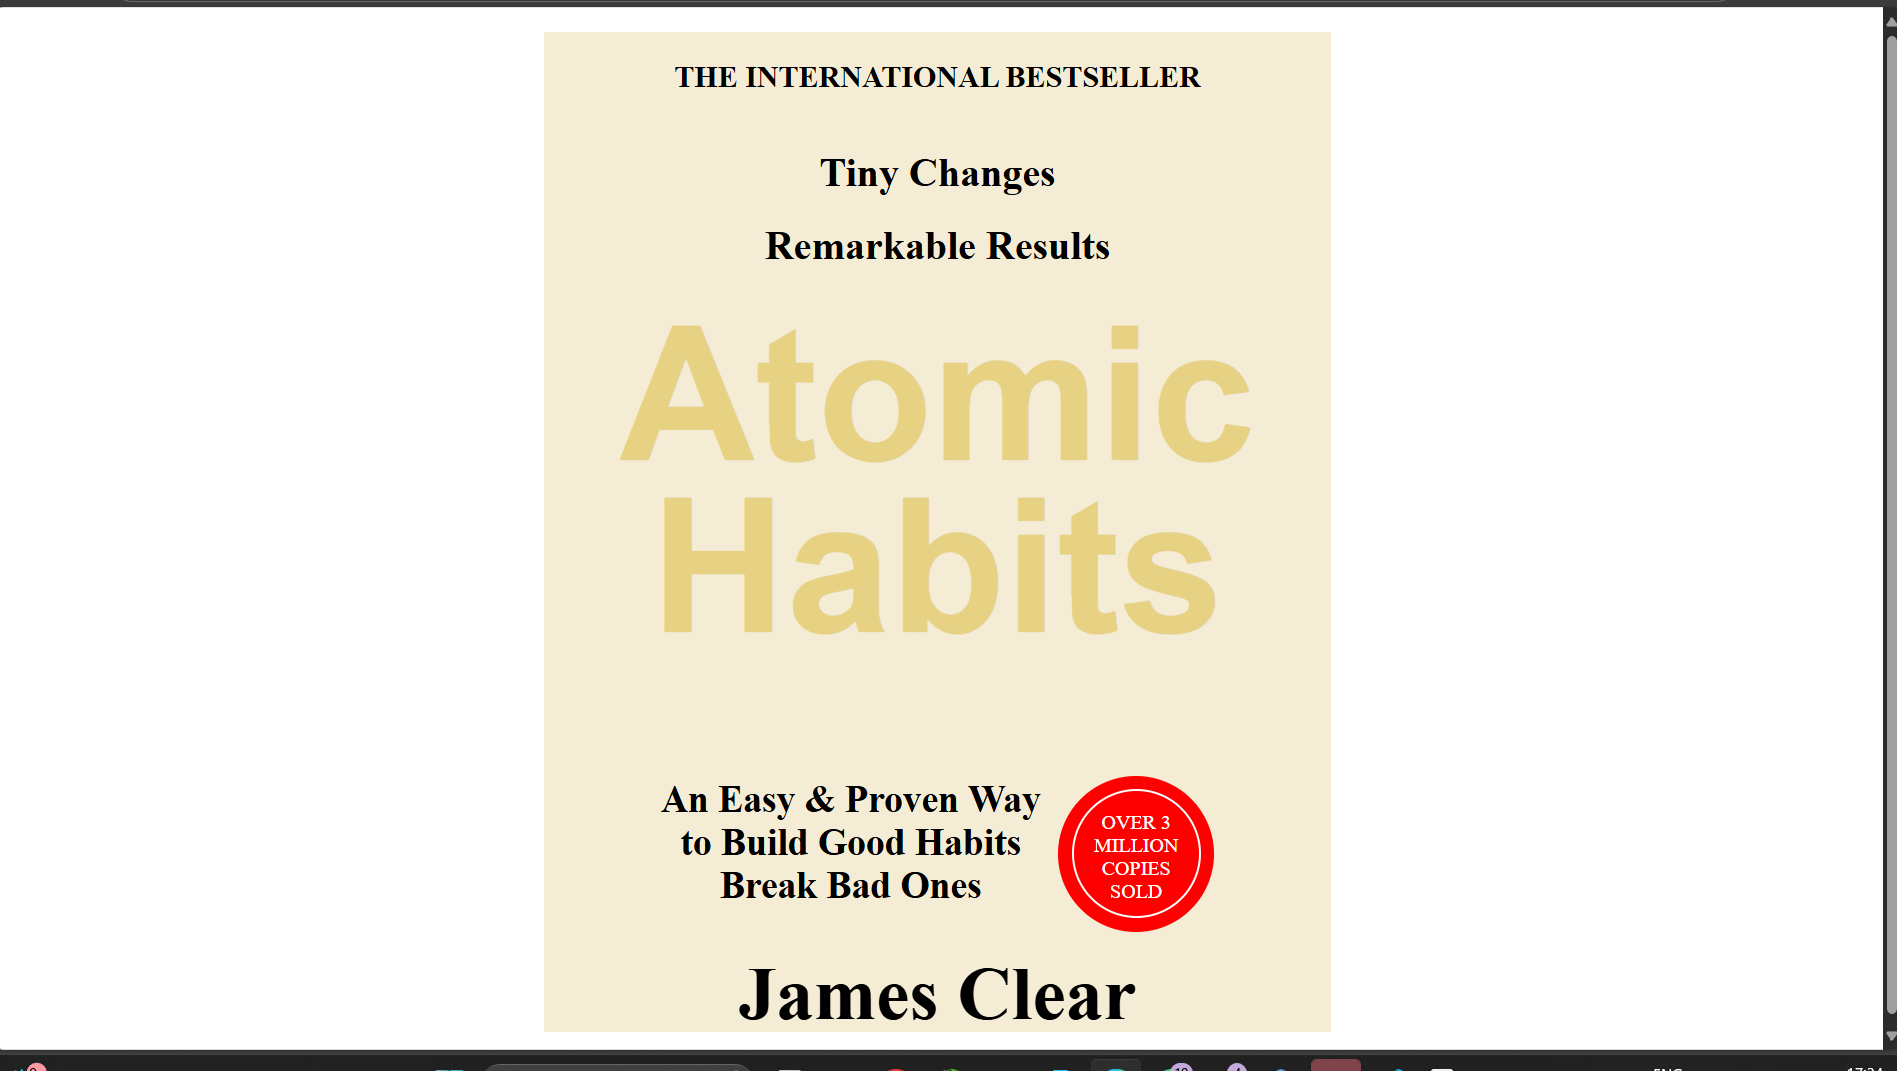 THE INTERNATIONAL BESTSELLER
Tiny Changes
Remarkable Results
Atomic
Habits
An Easy & Proven Way
to Build Good Habits
Break Bad Ones
OVER 3
MILLION
COPIES
SOLD
James Clear